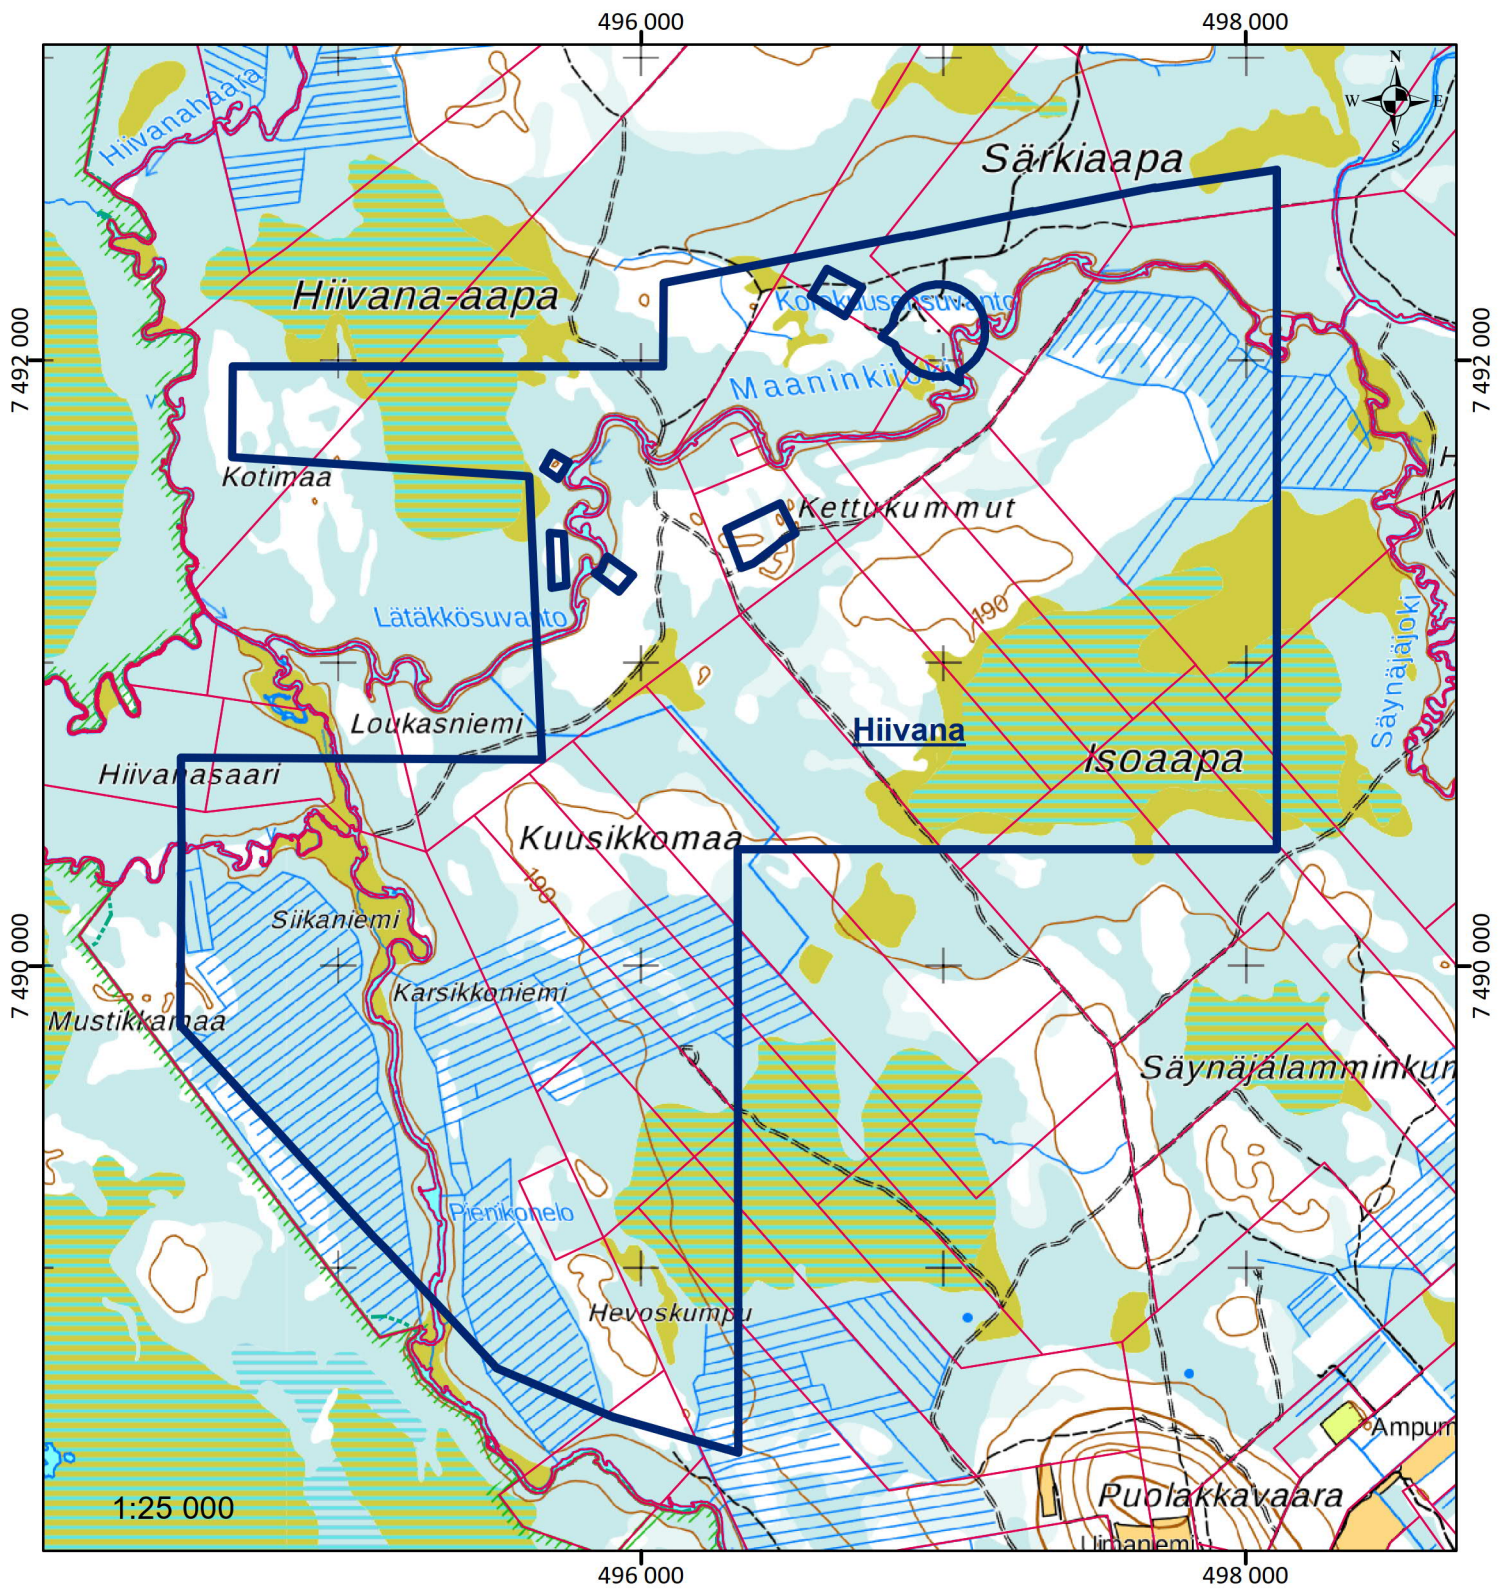 496 000
498 000
N
W
E
S
Hiivanahaara
Särkiaapa
Hiivana-aapa
7 492 000
7 492 000
Maaninkijoki
Kotimaa
H
M
Kettukummut
190
Lätäkkösuvanto
Säynäjäjoki
Loukasniemi
Hiivana
Isoaapa
Hiivanasaari
Kuusikkomaa
190
Siikaniemi
7 490 000
7 490 000
Karsikkoniemi
Mustikkamaa
Säynäjälamminkun
Pienikonelo
Hevoskumpu
Ampum
1:25 000
Puolakkavaara
496 000
498 000